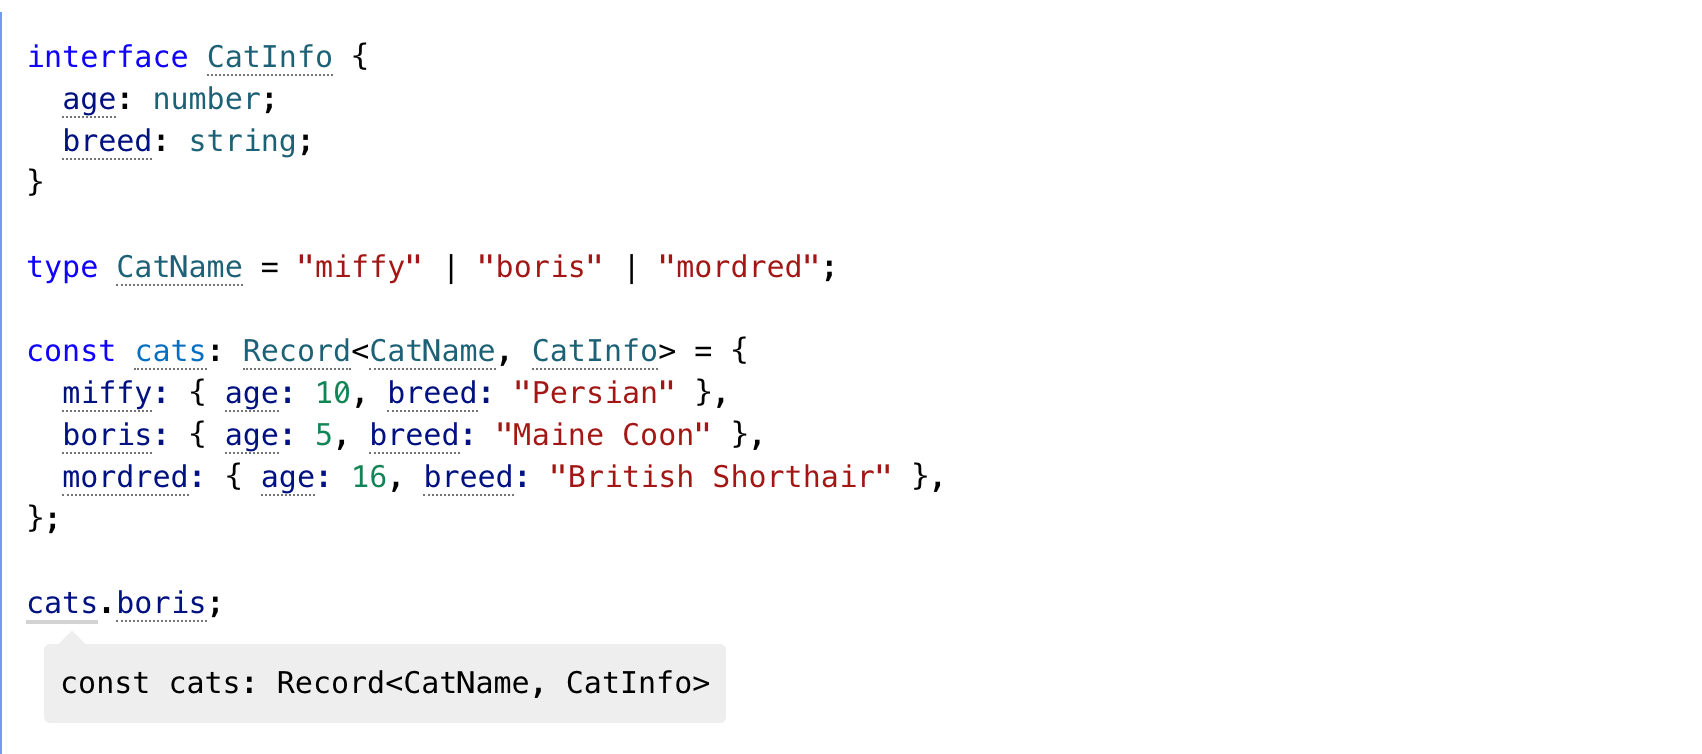 interface CatInfo {
  age: number;
  breed: string;
}

type CatName = "miffy" | "boris" | "mordred";

const cats: Record<CatName, CatInfo> = {
  miffy: { age: 10, breed: "Persian" },
  boris: { age: 5, breed: "Maine Coon" },
  mordred: { age: 16, breed: "British Shorthair" },
};

cats.boris;
const cats: Record<CatName, CatInfo>